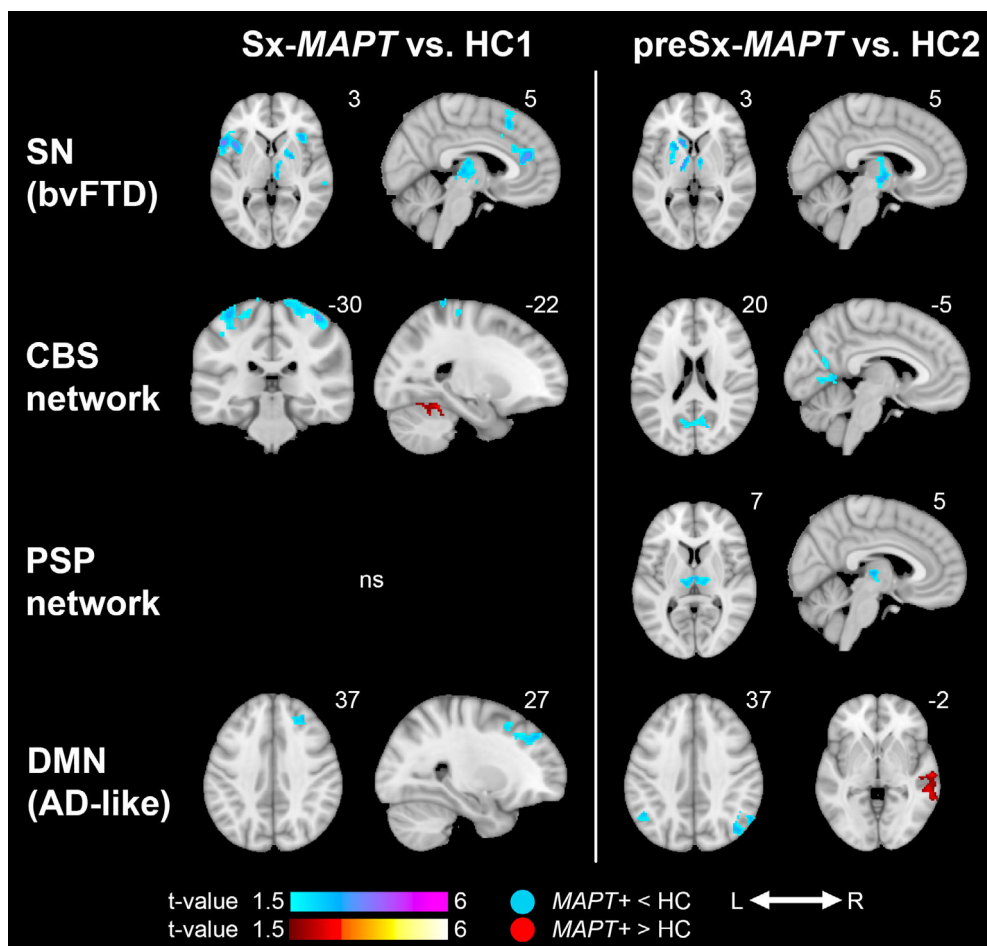 Sx-MAPT vs. HC1
preSx-MAPT vs. HC2
SN
(bvFTD)
3
5
3
5
CBS
network
-30
-22
20
-5
PSP
network
ns
7
5
DMN
(AD-like)
37
27
37
-2
t-value 1.5 6
MAPT+ < HC
L R
t-value 1.5 6
MAPT+ > HC